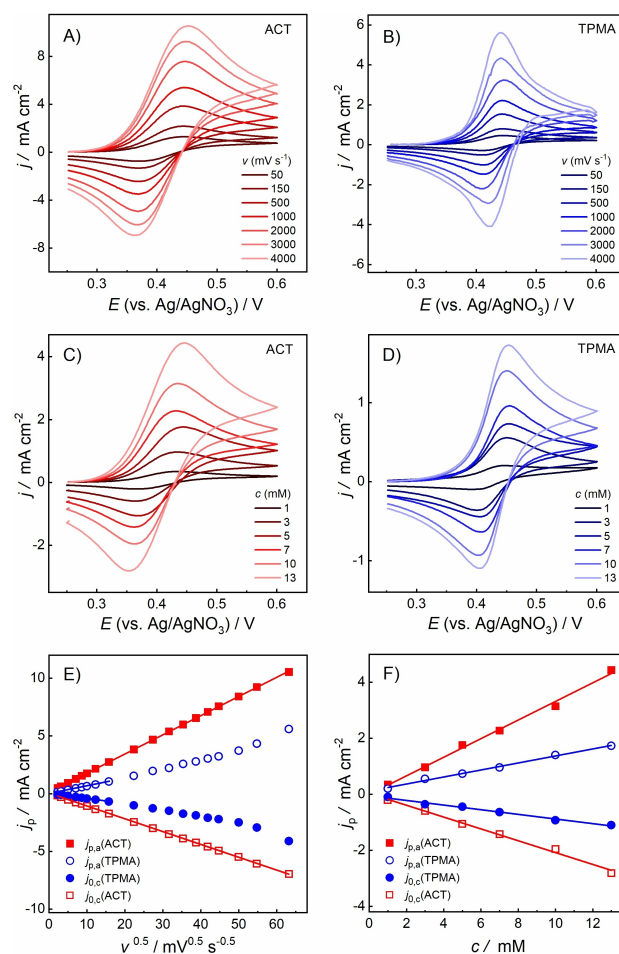 A) ACT
10
5
0
-4
-8
j / mA cm-2
v (mV s-1)
50
150
500
1000
2000
3000
4000
0.3 0.4 0.5 0.6
E (vs. Ag/AgNO3) / V
B) TPMA
6
4
2
0
-2
-4
-6
j / mA cm-2
v (mV s-1)
50
150
500
1000
2000
3000
4000
0.3 0.4 0.5 0.6
E (vs. Ag/AgNO3) / V
C) ACT
4
2
0
-2
j / mA cm-2
c (mM)
1
3
5
7
10
13
0.3 0.4 0.5 0.6
E (vs. Ag/AgNO3) / V
D) TPMA
1
0
-1
j / mA cm-2
c (mM)
1
3
5
7
10
13
0.3 0.4 0.5 0.6
E (vs. Ag/AgNO3) / V
E)
10
5
0
-5
-10
jp / mA cm-2
jp,a(ACT)
jp,a(TPMA)
j0,c(TPMA)
j0,c(ACT)
0 10 20 30 40 50 60
v 0.5 / mV0.5 s-0.5
F)
4
2
0
-2
-4
jp / mA cm-2
jp,a(ACT)
jp,a(TPMA)
j0,c(TPMA)
j0,c(ACT)
0 2 4 6 8 10 12
c / mM